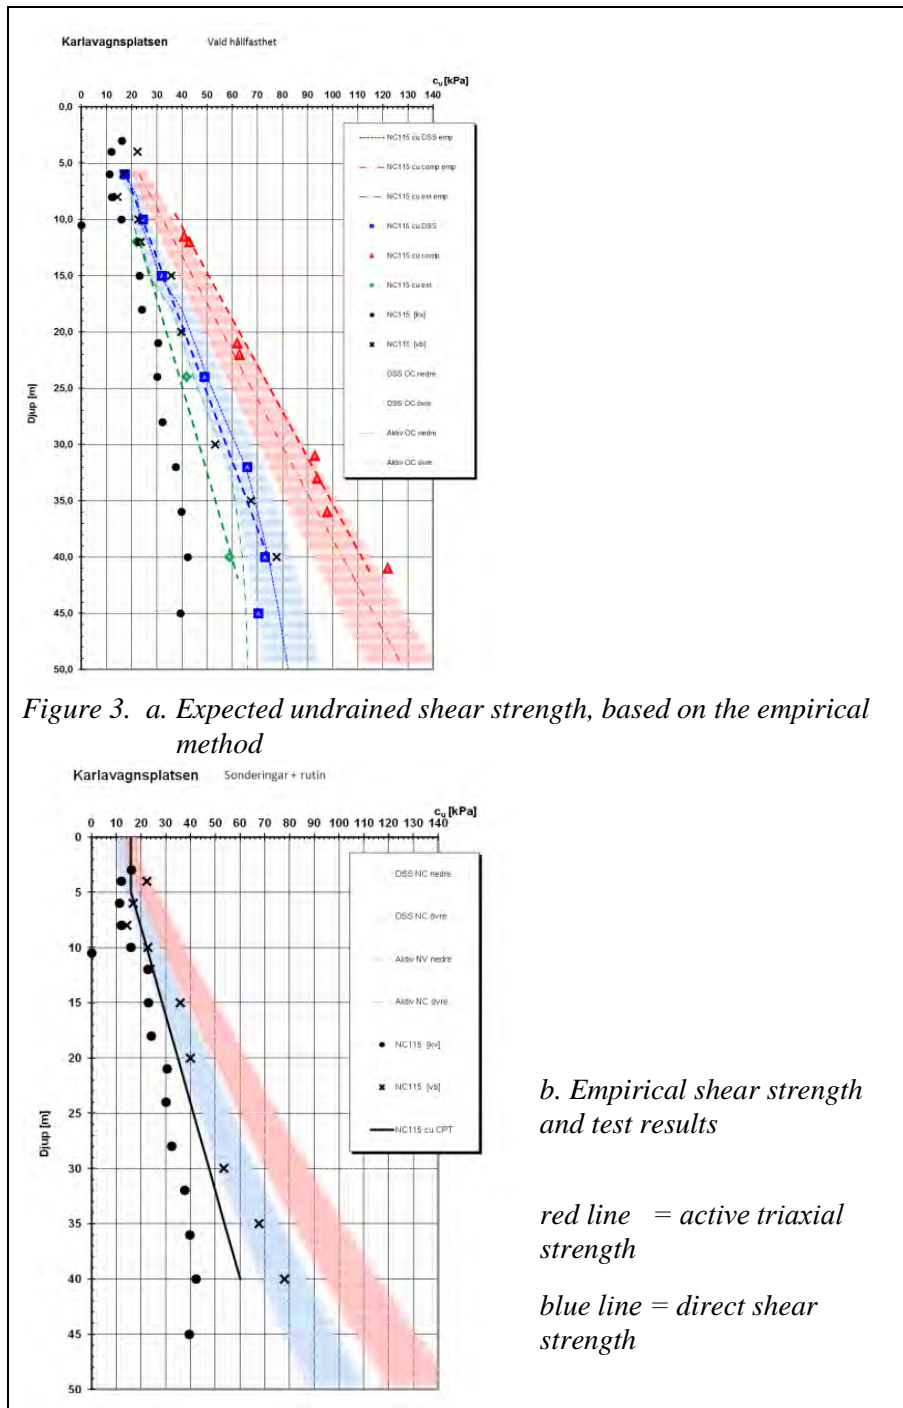 Karlavagnsplatsen Vald hållfasthet
cu [kPa]
0 10 20 30 40 50 60 70 80 90 100 110 120 130 140
0,0
5,0
10,0
15,0
20,0
25,0
30,0
35,0
40,0
45,0
50,0
Djup [m]
NC115 cu DSS emp
NC115 cu comp emp
NC115 cu ext emp
NC115 cu DSS
NC115 cu comp
NC115 cu ext
NC115 [kv]
NC115 [vb]
DSS OC nedre
DSS OC övre
Aktiv OC nedre
Aktiv OC övre
Figure 3. a. Expected undrained shear strength, based on the empirical
method
Karlavagnsplatsen Sonderingar + rutin
cu [kPa]
0 10 20 30 40 50 60 70 80 90 100 110 120 130 140
0
5
10
15
20
25
30
35
40
45
50
Djup [m]
DSS NC nedre
DSS NC övre
Aktiv NV nedre
Aktiv NC övre
NC115 [kv]
NC115 [vb]
NC115 cu CPT
b. Empirical shear strength
and test results
red line = active triaxial
strength
blue line = direct shear
strength